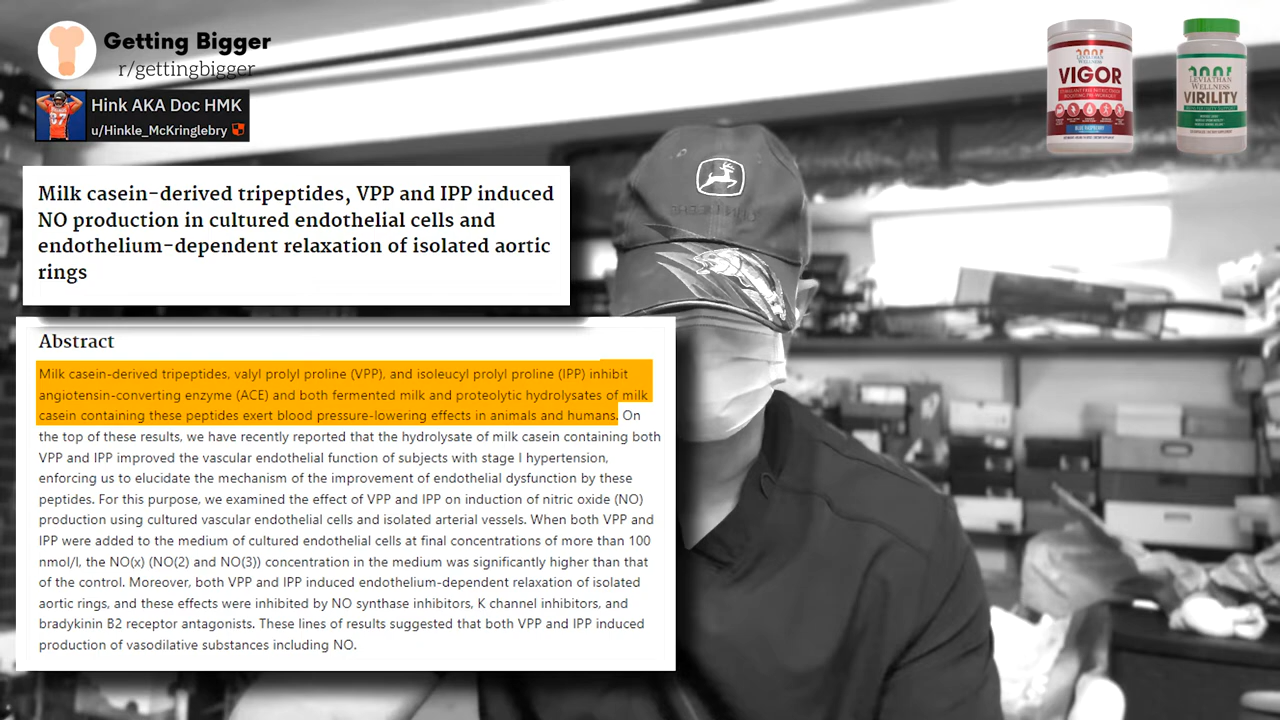 Getting Bigger
r/gettingbigger
Hink AKA Doc HMK
u/Hinkle_McKringlebry
87
LEVIATHAN
WELLNESS
VIGOR
BLUE RASPBERRY
LEVIATHAN
WELLNESS
VIRILITY
Milk casein-derived tripeptides, VPP and IPP induced
NO production in cultured endothelial cells and
endothelium-dependent relaxation of isolated aortic
rings
Abstract
Milk casein-derived tripeptides, valyl prolyl proline (VPP), and isoleucyl prolyl proline (IPP) inhibit
angiotensin-converting enzyme (ACE) and both fermented milk and proteolytic hydrolysates of milk
casein containing these peptides exert blood pressure-lowering effects in animals and humans. On
the top of these results, we have recently reported that the hydrolysate of milk casein containing both
VPP and IPP improved the vascular endothelial function of subjects with stage I hypertension,
enforcing us to elucidate the mechanism of the improvement of endothelial dysfunction by these
peptides. For this purpose, we examined the effect of VPP and IPP on induction of nitric oxide (NO)
production using cultured vascular endothelial cells and isolated arterial vessels. When both VPP and
IPP were added to the medium of cultured endothelial cells at final concentrations of more than 100
nmol/l, the NO(x) (NO(2) and NO(3)) concentration in the medium was significantly higher than that
of the control. Moreover, both VPP and IPP induced endothelium-dependent relaxation of isolated
aortic rings, and these effects were inhibited by NO synthase inhibitors, K channel inhibitors, and
bradykinin B2 receptor antagonists. These lines of results suggested that both VPP and IPP induced
production of vasodilative substances including NO.